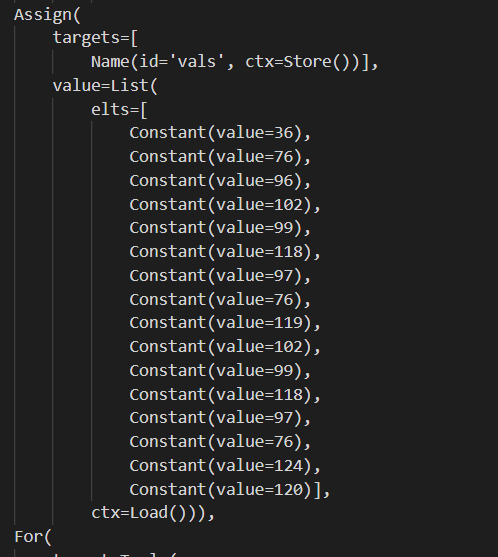 Assign(
    targets=[
        Name(id='vals', ctx=Store())],
    value=List(
        elts=[
            Constant(value=36),
            Constant(value=76),
            Constant(value=96),
            Constant(value=102),
            Constant(value=99),
            Constant(value=118),
            Constant(value=97),
            Constant(value=76),
            Constant(value=119),
            Constant(value=102),
            Constant(value=99),
            Constant(value=118),
            Constant(value=97),
            Constant(value=76),
            Constant(value=124),
            Constant(value=120)],
        ctx=Load())),
For(